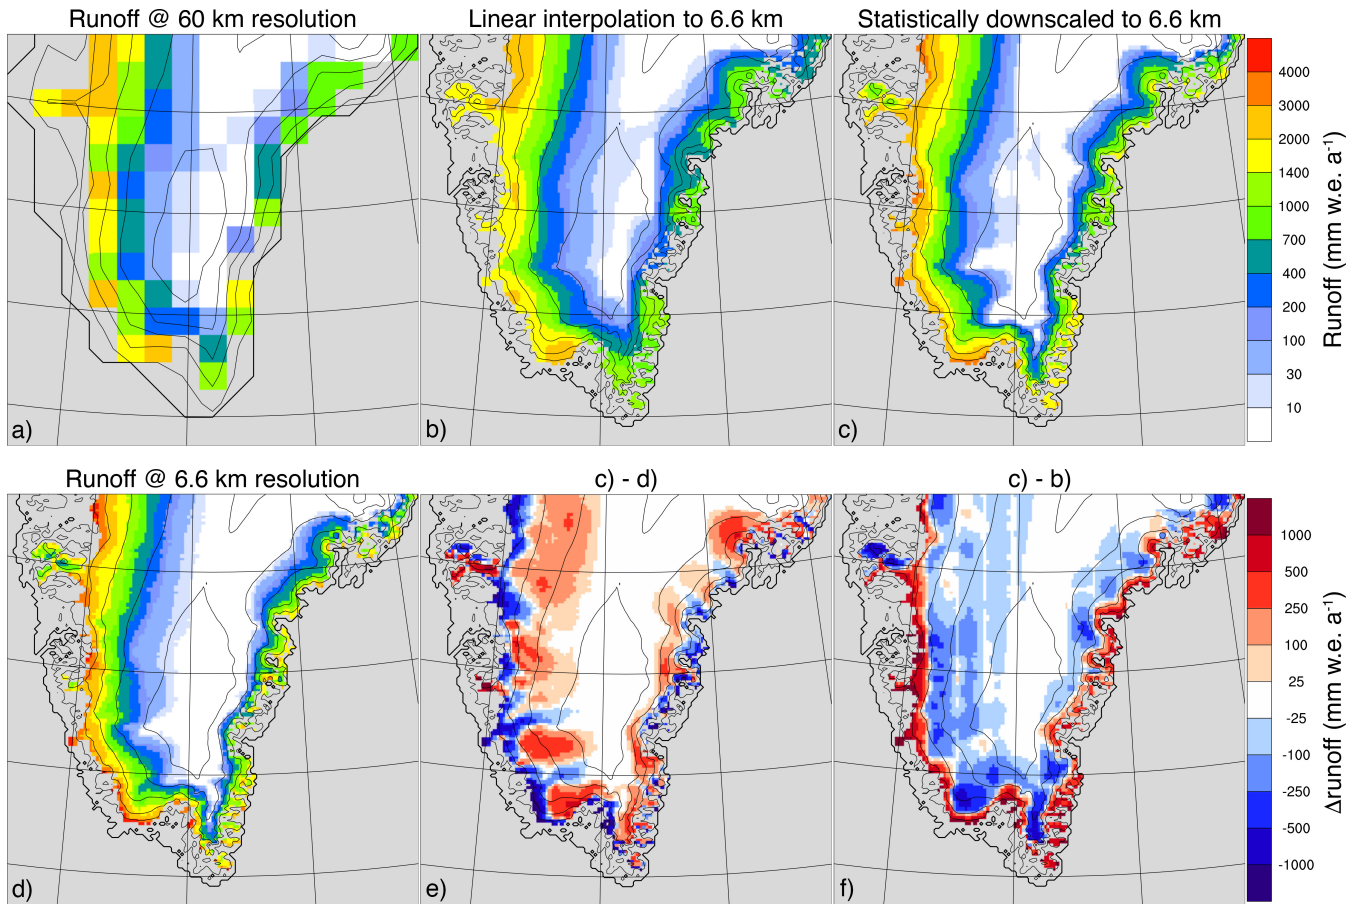 Runoff @ 60 km resolution
Linear interpolation to 6.6 km
Statistically downscaled to 6.6 km
a)
b)
c)
4000
3000
2000
1400
1000
700
400
200
100
30
10
Runoff (mm w.e. a-1)
Runoff @ 6.6 km resolution
c) - d)
c) - b)
d)
e)
f)
1000
500
250
100
25
-25
-100
-250
-500
-1000
Δrunoff (mm w.e. a-1)